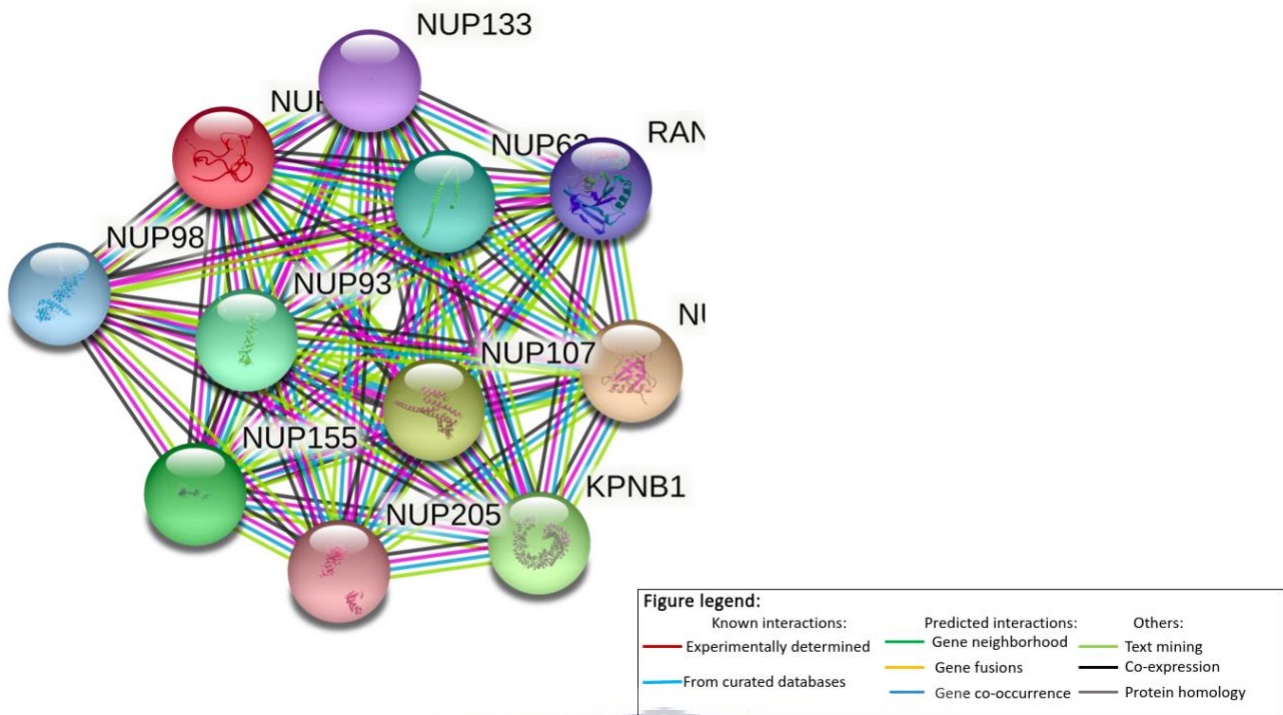 NUP133
NUP62
RAN
NUP98
NUP93
NUP107
NUP155
KPNB1
NUP205
Figure legend:
Known interactions: Predicted interactions: Others:
Experimentally determined Gene neighborhood Text mining
Gene fusions Co-expression
From curated databases Gene co-occurrence Protein homology